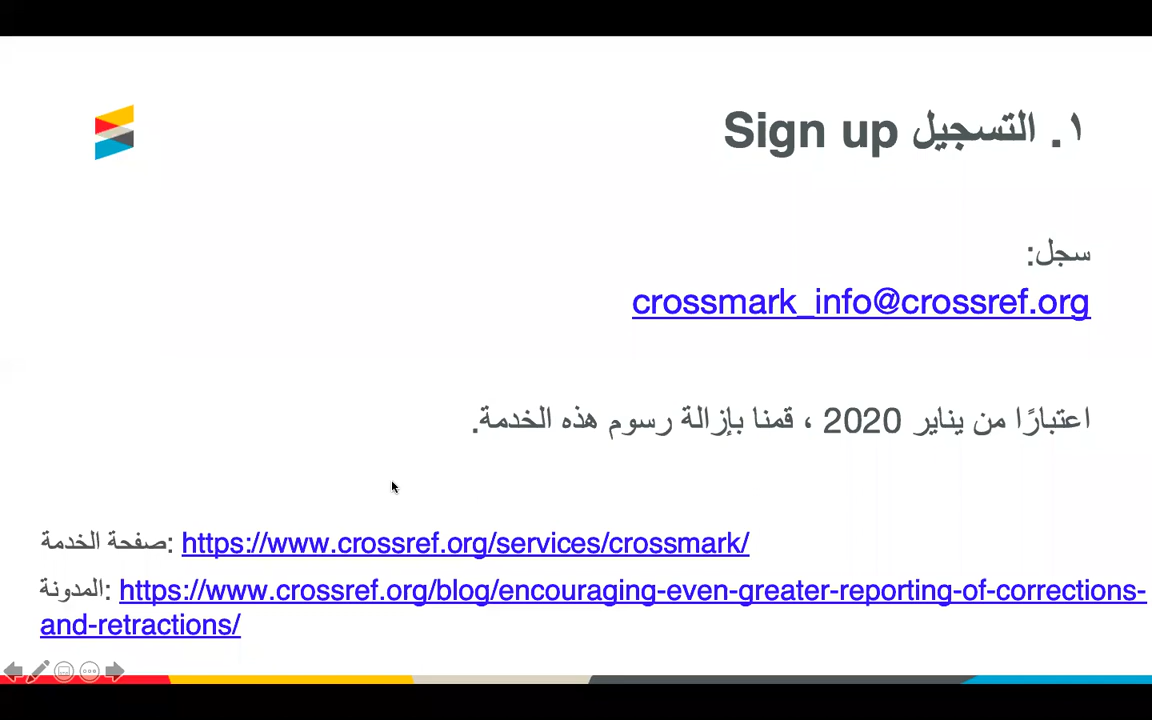 ١. التسجيل Sign up
سجل:
crossmark_info@crossref.org
اعتبارًا من يناير 2020 ، قمنا بإزالة رسوم هذه الخدمة.
صفحة الخدمة: https://www.crossref.org/services/crossmark/
المدونة: https://www.crossref.org/blog/encouraging-even-greater-reporting-of-corrections-
and-retractions/